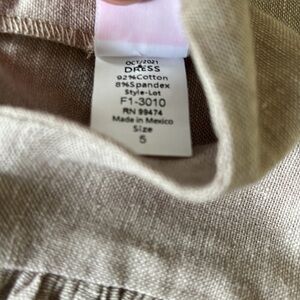 OCT/2021
DRESS
92%Cotton
8%Spandex
Style-Lot
F1-3010
RN 99474
Made in Mexico
Size
5